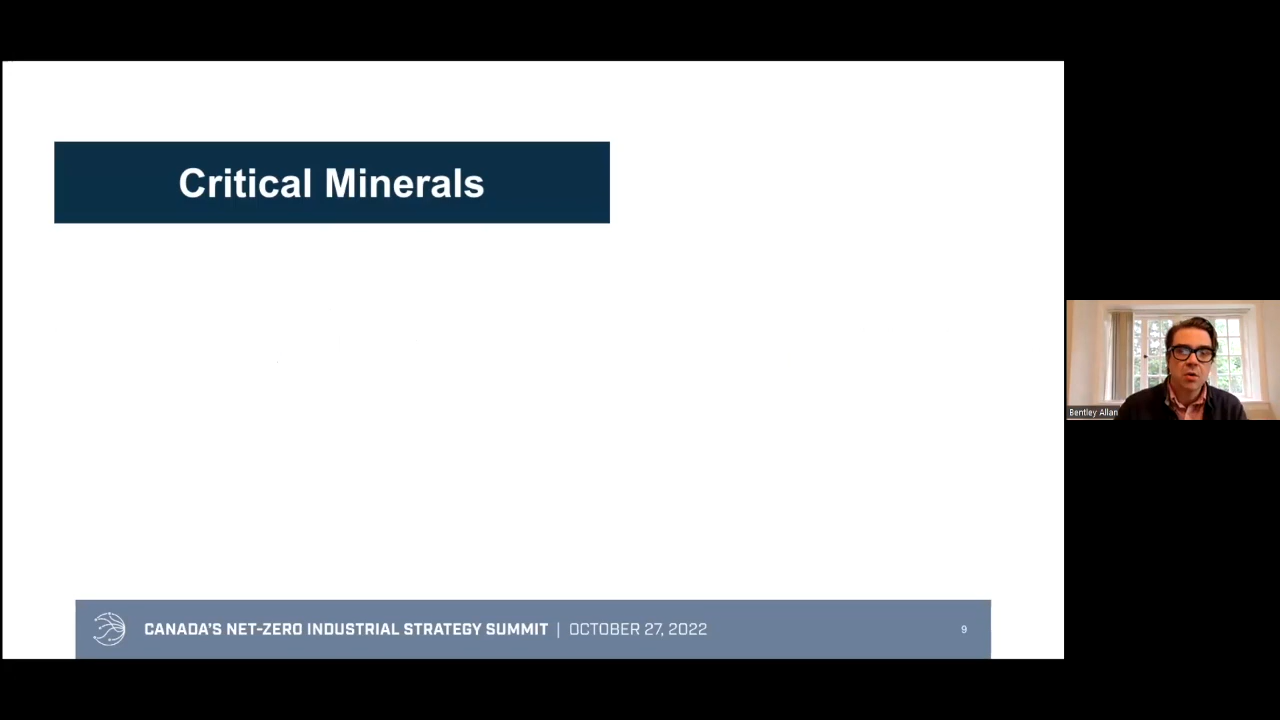 Critical Minerals
Bentley Allan
CANADA'S NET-ZERO INDUSTRIAL STRATEGY SUMMIT | OCTOBER 27, 2022
9